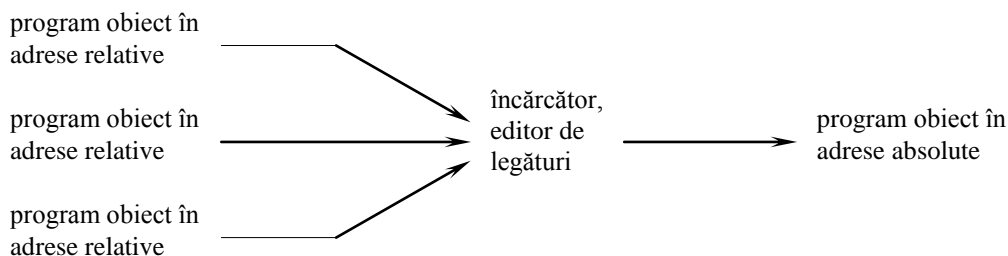 program obiect în
adrese relative
program obiect în
adrese relative
program obiect în
adrese relative
încărcător,
editor de
legături
program obiect în
adrese absolute